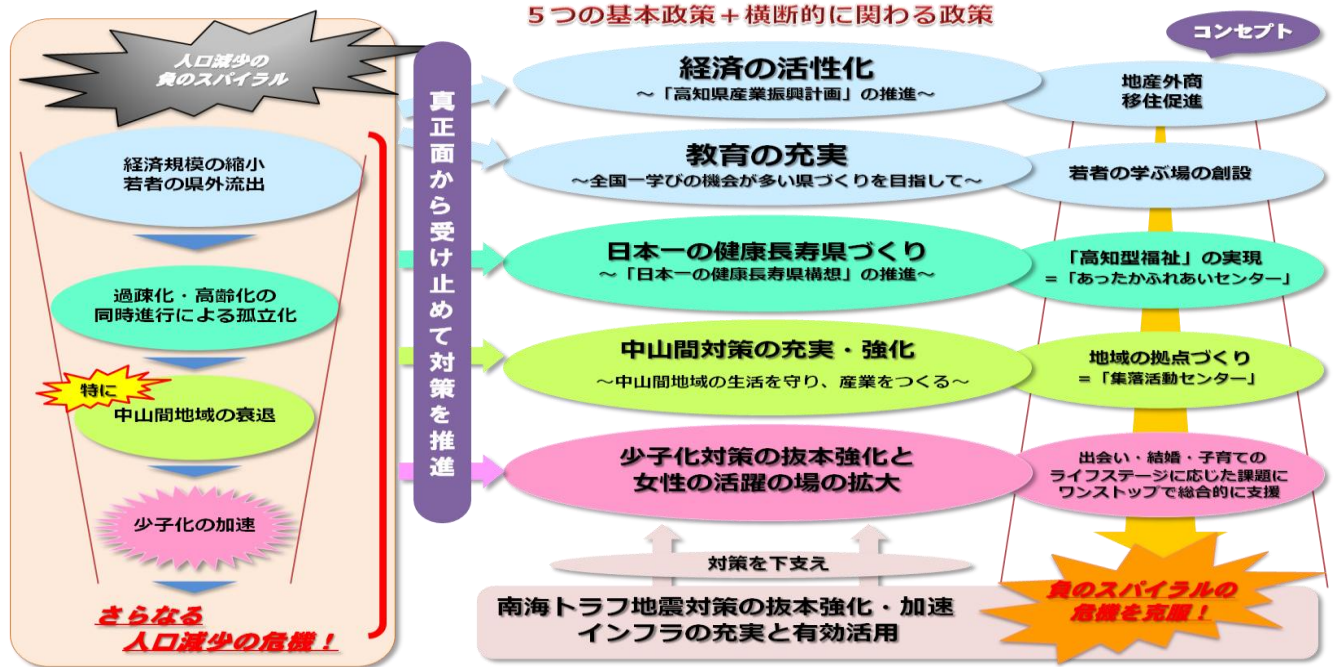 5つの基本政策+横断的に関わる政策
コンセプト
人口減少の
負のスパイラル
経済規模の縮小
若者の県外流出
過疎化・高齢化の
同時進行による孤立化
特に
中山間地域の衰退
少子化の加速
さらなる
人口減少の危機！
真正面から受け止めて対策を推進
経済の活性化
～「高知県産業振興計画」の推進～
地産外商
移住促進
教育の充実
～全国一学びの機会が多い県づくりを目指して～
若者の学ぶ場の創設
日本一の健康長寿県づくり
～「日本一の健康長寿県構想」の推進～
「高知型福祉」の実現
＝「あったかふれあいセンター」
中山間対策の充実・強化
～中山間地域の生活を守り、産業をつくる～
地域の拠点づくり
＝「集落活動センター」
少子化対策の抜本強化と
女性の活躍の場の拡大
出会い・結婚・子育ての
ライフステージに応じた課題に
ワンストップで総合的に支援
対策を下支え
南海トラフ地震対策の抜本強化・加速
インフラの充実と有効活用
負のスパイラルの
危機を克服！